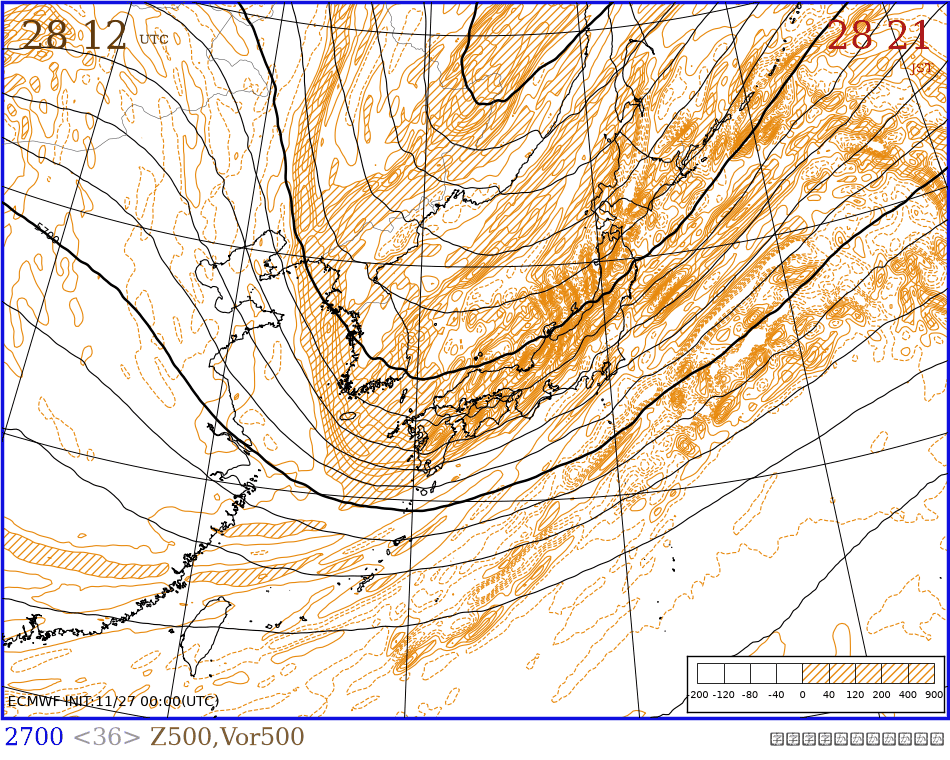 28 12 UTC
28 21
JST
5700
ECMWF INIT:11/27 00:00(UTC)
-200 -120 -80 -40 0 40 120 200 400 900
2700 <36> Z500,Vor500